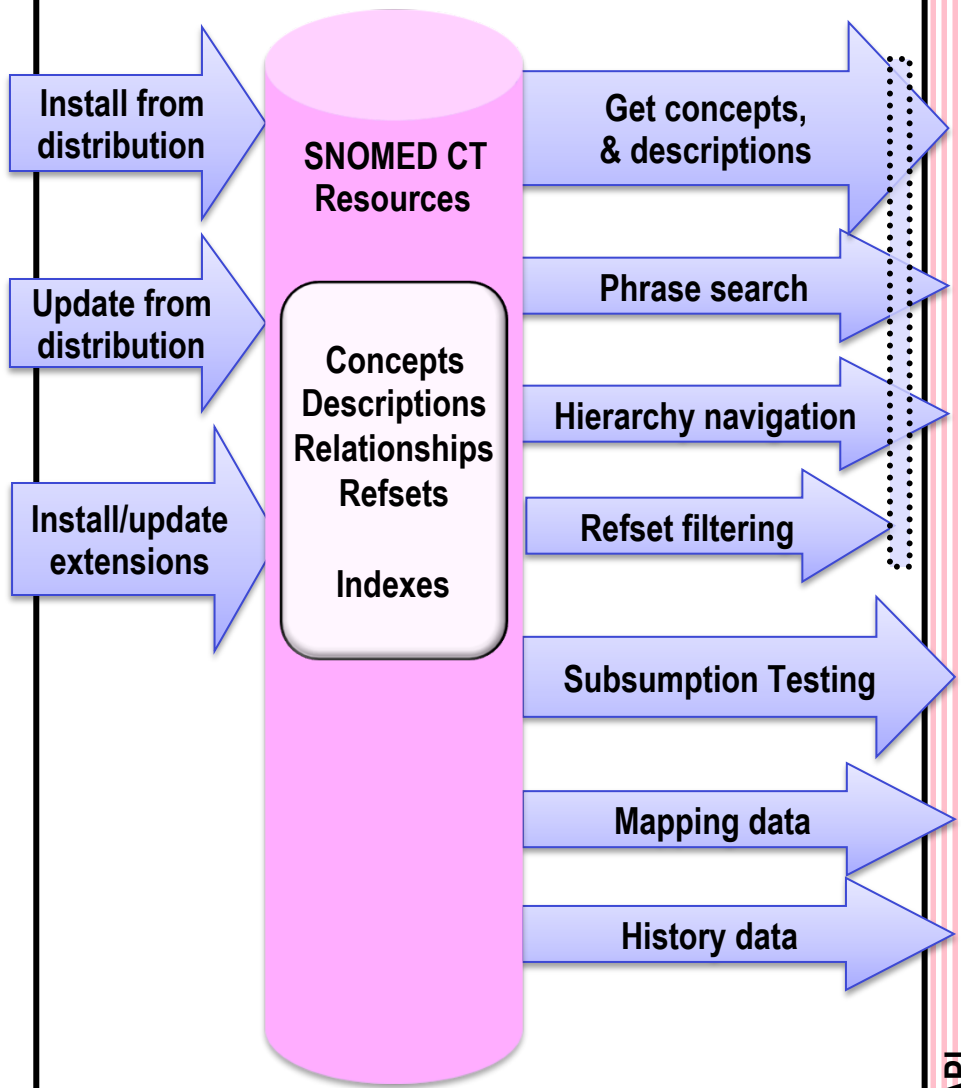 Install from
distribution
Update from
distribution
Install/update
extensions
SNOMED CT
Resources
Concepts
Descriptions
Relationships
Refsets
Indexes
Get concepts,
& descriptions
Phrase search
Hierarchy navigation
Refset filtering
Subsumption Testing
Mapping data
History data